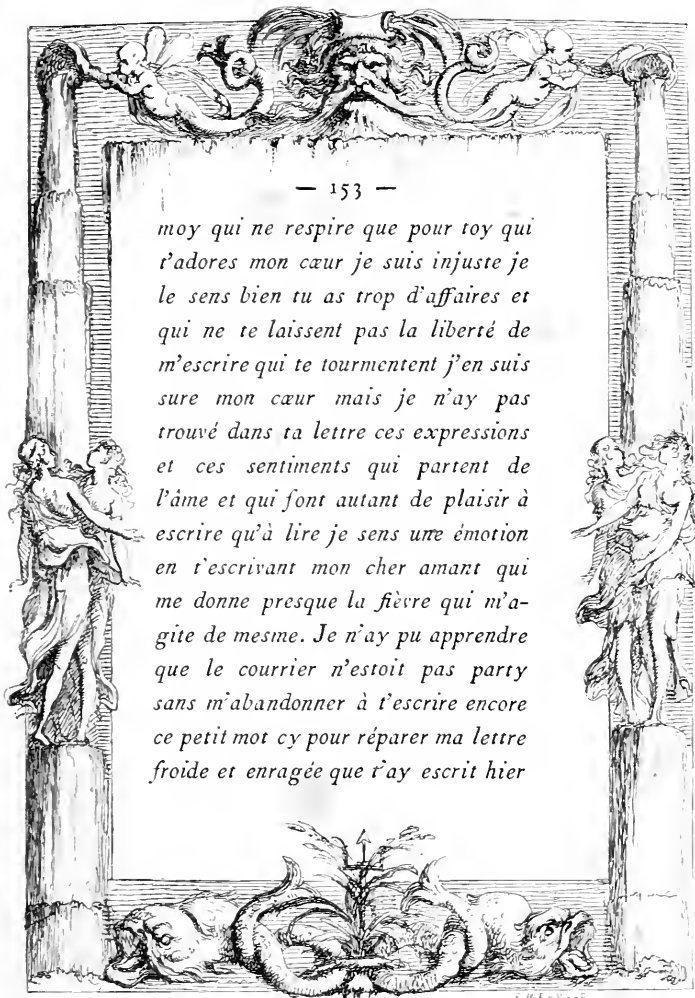 — 153 —
moy qui ne respire que pour toy qui
t'adores mon cœur je suis injuste je
le sens bien tu as trop d'affaires et
qui ne te laissent pas la liberté de
m'escrire qui te tourmentent j'en suis
sure mon cœur mais je n'ay pas
trouvé dans ta lettre ces expressions
et ces sentiments qui partent de
l'âme et qui font autant de plaisir à
escrire qu'à lire je sens une émotion
en t'escrivant mon cher amant qui
me donne presque la fièvre qui m'a-
gite de mesme. Je n'ay pu apprendre
que le courrier n'estoit pas party
sans m'abandonner à t'escrire encore
ce petit mot cy pour réparer ma lettre
froide et enragée que t'ay escrit hier